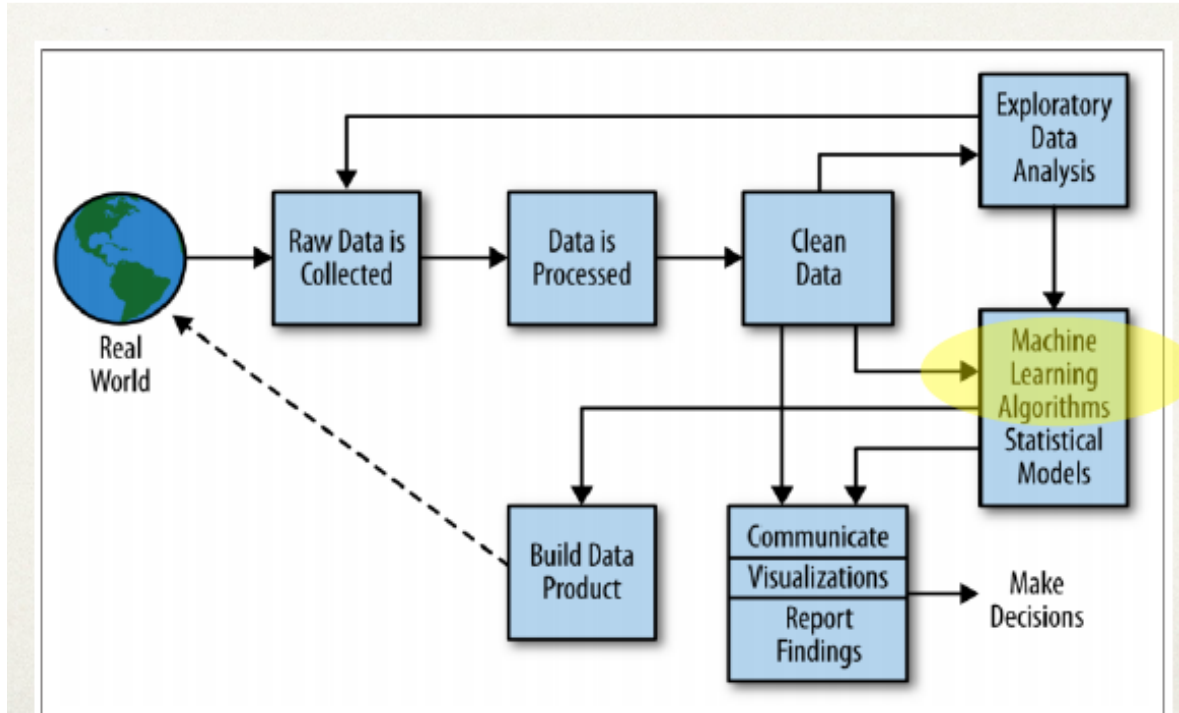 Exploratory
Data
Analysis
Raw Data is
Collected
Data is
Processed
Clean
Data
Real
World
Machine
Learning
Algorithms
Statistical
Models
Build Data
Product
Communicate
Visualizations
Report
Findings
Make
Decisions